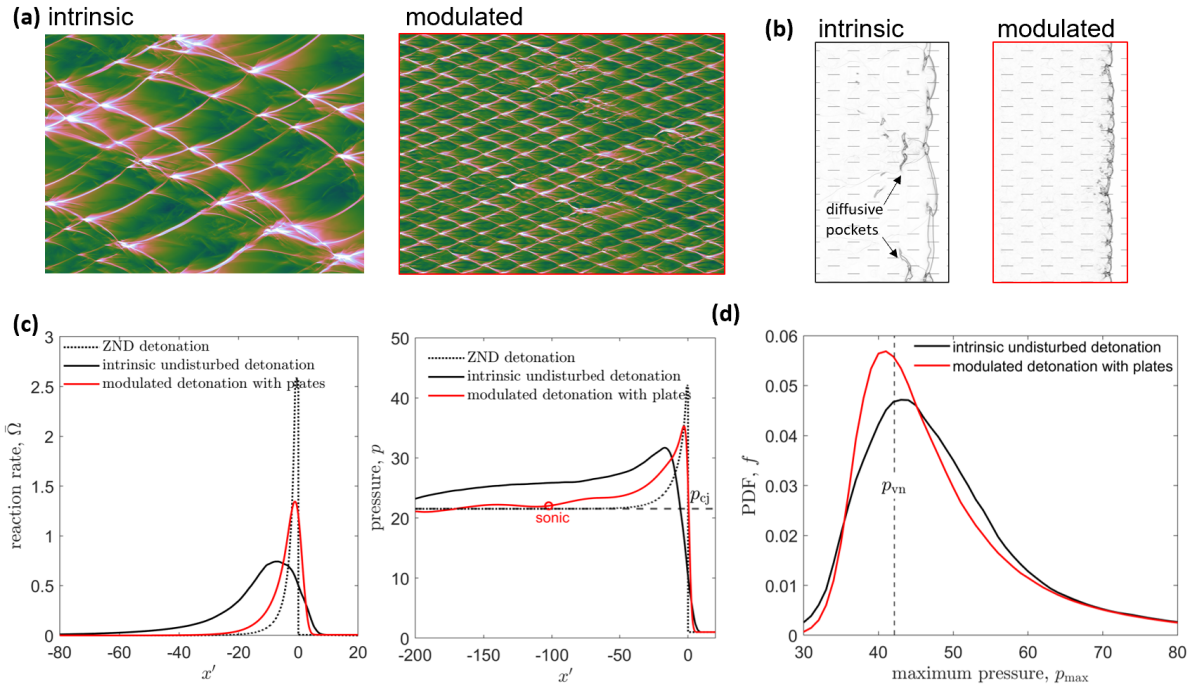 (a) intrinsic
modulated
(b) intrinsic
modulated
diffusive
pockets
(c)
3
2.5
2
1.5
1
0.5
0
-80
-60
-40
-20
0
20
reaction rate, Ω̄
x′
ZND detonation
intrinsic undisturbed detonation
modulated detonation with plates
50
40
30
20
10
0
-200
-150
-100
-50
0
pressure, p
x′
ZND detonation
intrinsic undisturbed detonation
modulated detonation with plates
p_cj
sonic
(d)
0.06
0.05
0.04
0.03
0.02
0.01
0
30
40
50
60
70
80
PDF, f
maximum pressure, p_max
intrinsic undisturbed detonation
modulated detonation with plates
p_vn